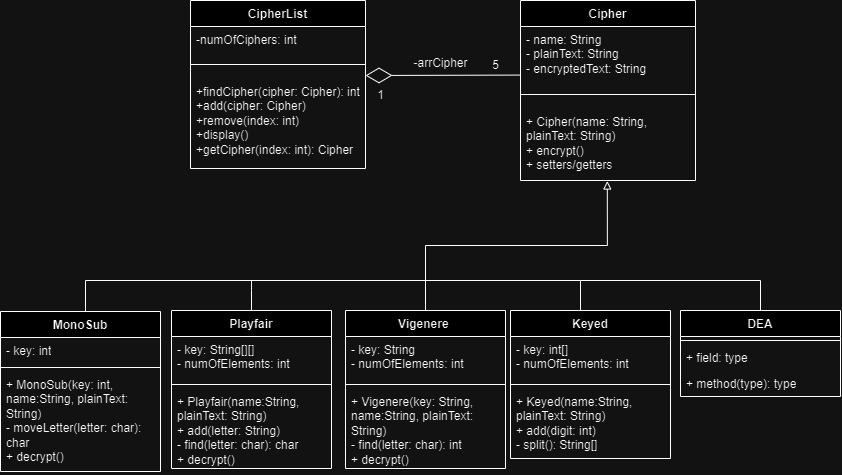 CipherList
-numOfCiphers: int
+findCipher(cipher: Cipher): int
+add(cipher: Cipher)
+remove(index: int)
+display()
+getCipher(index: int): Cipher
-arrCipher
5
1
Cipher
- name: String
- plainText: String
- encryptedText: String
+ Cipher(name: String,
plainText: String)
+ encrypt()
+ setters/getters
MonoSub
- key: int
+ MonoSub(key: int,
name:String, plainText:
String)
- moveLetter(letter: char):
char
+ decrypt()
Playfair
- key: String[][]
- numOfElements: int
+ Playfair(name:String,
plainText: String)
+ add(letter: String)
- find(letter: char): char
+ decrypt()
Vigenere
- key: String
- numOfElements: int
+ Vigenere(key: String,
name:String, plainText:
String)
- find(letter: char): int
+ decrypt()
Keyed
- key: int[]
- numOfElements: int
+ Keyed(name:String,
plainText: String)
+ add(digit: int)
- split(): String[]
DEA
+ field: type
+ method(type): type